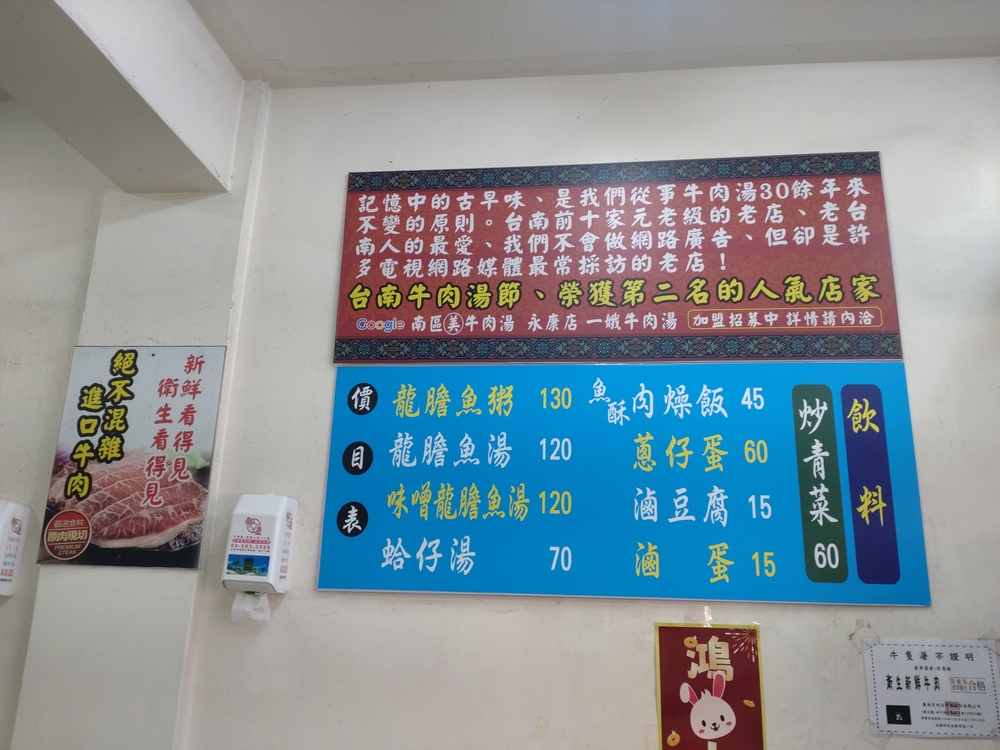 記憶中的古早味、是我們從事牛肉湯30餘年來
不變的原則。台南前十家元老級的老店、老台
南人的最愛、我們不會做網路廣告、但卻是許
多電視網路媒體最常採訪的老店！
台南牛肉湯節、榮獲第二名的人氣店家
Google 南區美牛肉湯 永康店 一娥牛肉湯 加盟招募中 詳情請內洽
價目表
龍膽魚粥 130
龍膽魚湯 120
味噌龍膽魚湯 120
蛤仔湯 70
魚酥肉燥飯 45
蔥仔蛋 60
滷豆腐 15
滷蛋 15
炒青菜 60
飲料
新鮮看得見
衛生看得見
絕不混雜
進口牛肉
嚴選食材
原肉現切
PREMIUM
STEAK
鴻
牛隻屠宰證明
衛生新鮮牛肉
合格